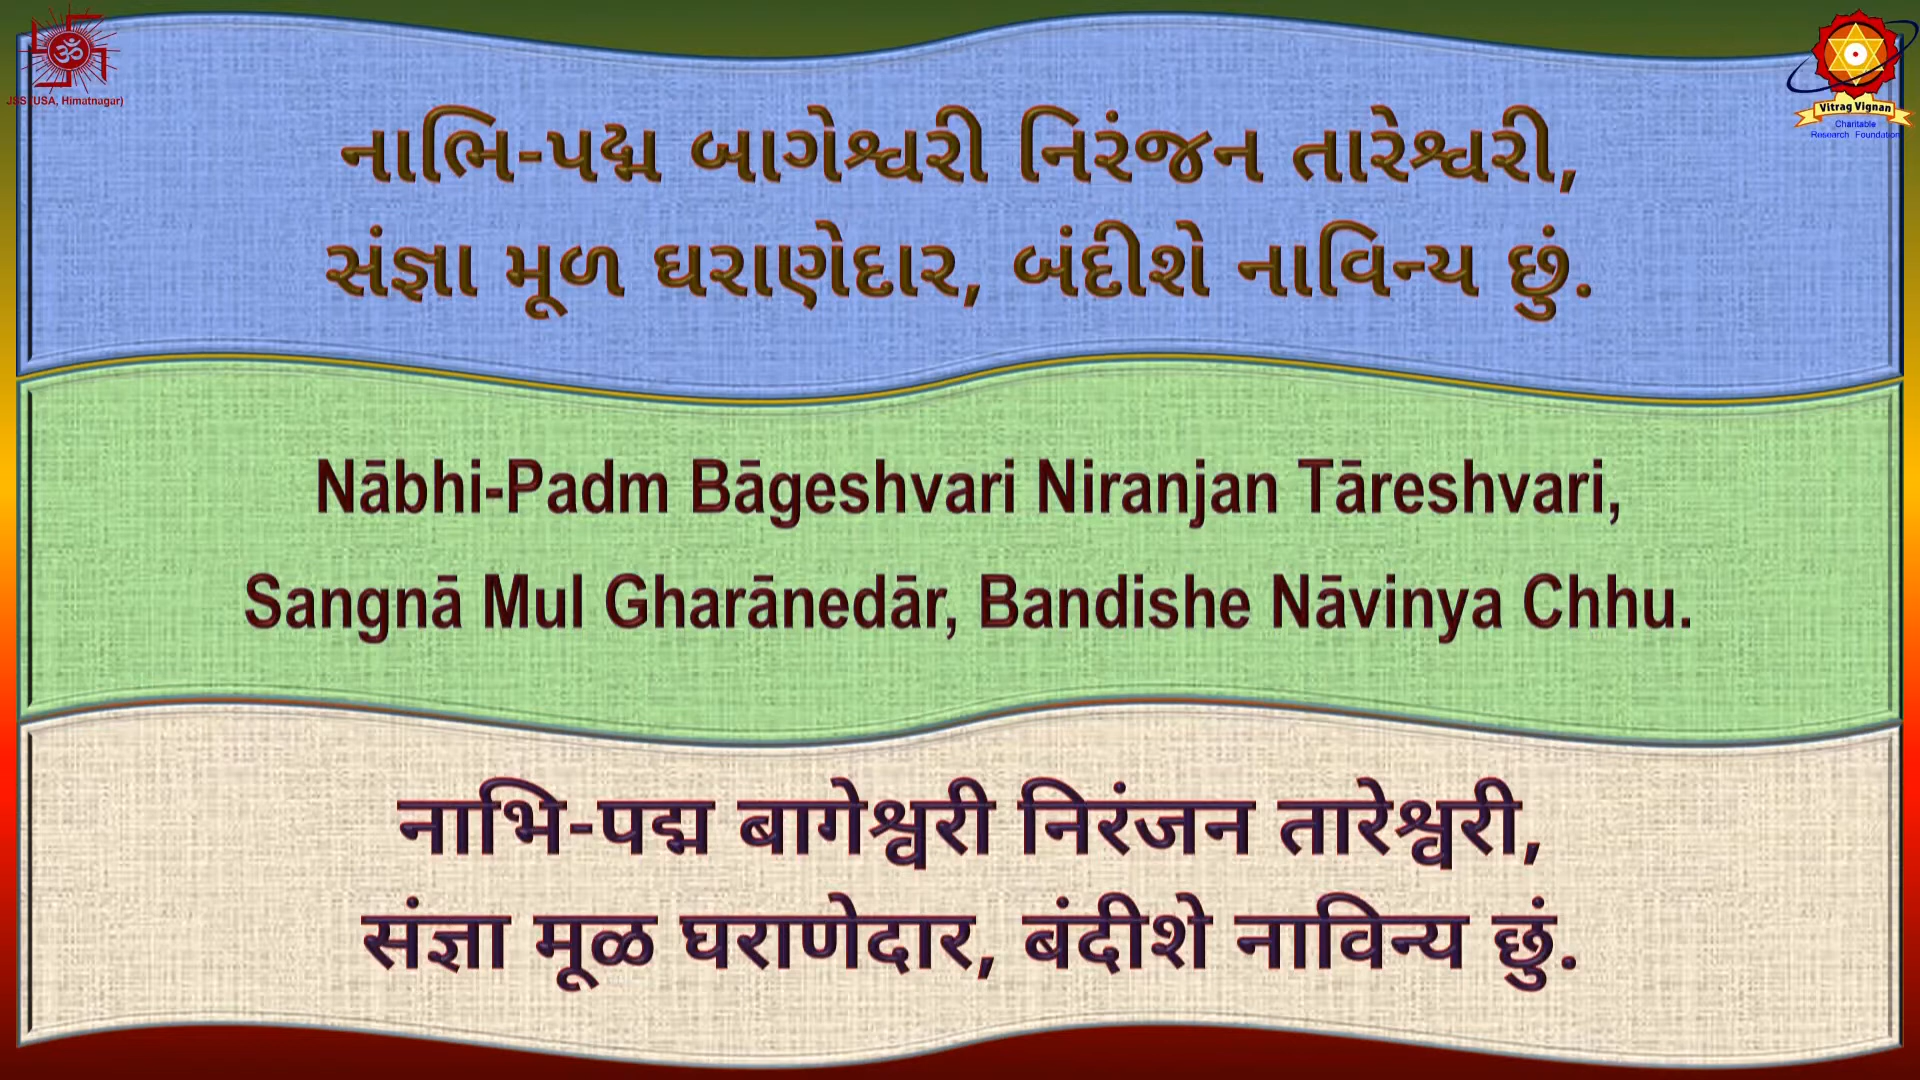 ॐ
JSS (USA, Himatnagar)
Vitrag Vignan
Charitable
Research Foundation
નાભિ-પદ્મ બાગેશ્વરી નિરંજન તારેશ્વરી,
સંજ્ઞા મૂળ ઘરાણેદાર, બંદીશે નાવિન્ય છું.
Nābhi-Padm Bāgeshvari Niranjan Tāreshvari,
Sangnā Mul Gharānedār, Bandishe Nāvinya Chhu.
नाभि-पद्म बागेश्वरी निरंजन तारेश्वरी,
संज्ञा मूळ घराणेदार, बंदीशे नाविन्य छुं.